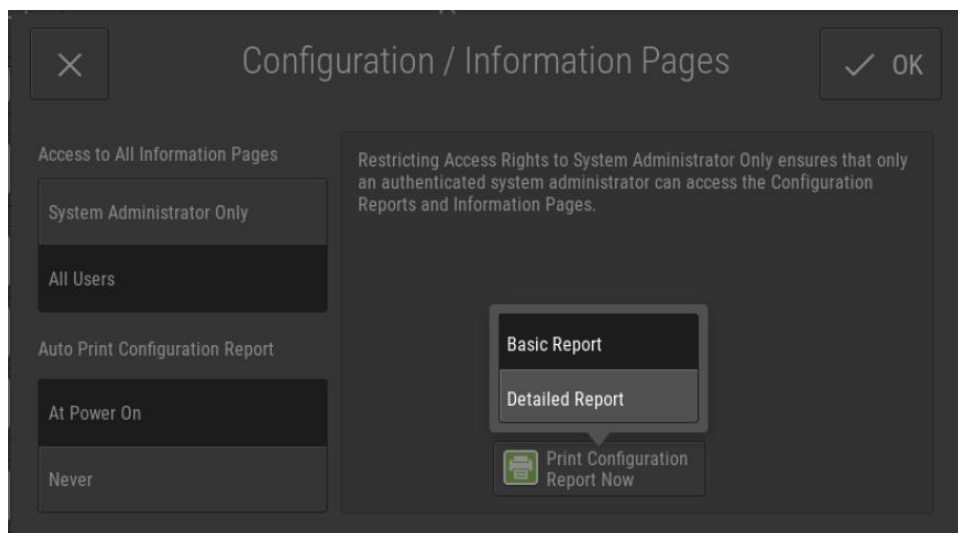 Configuration / Information Pages
OK
Access to All Information Pages
System Administrator Only
All Users
Auto Print Configuration Report
At Power On
Never
Restricting Access Rights to System Administrator Only ensures that only
an authenticated system administrator can access the Configuration
Reports and Information Pages.
Basic Report
Detailed Report
Print Configuration
Report Now